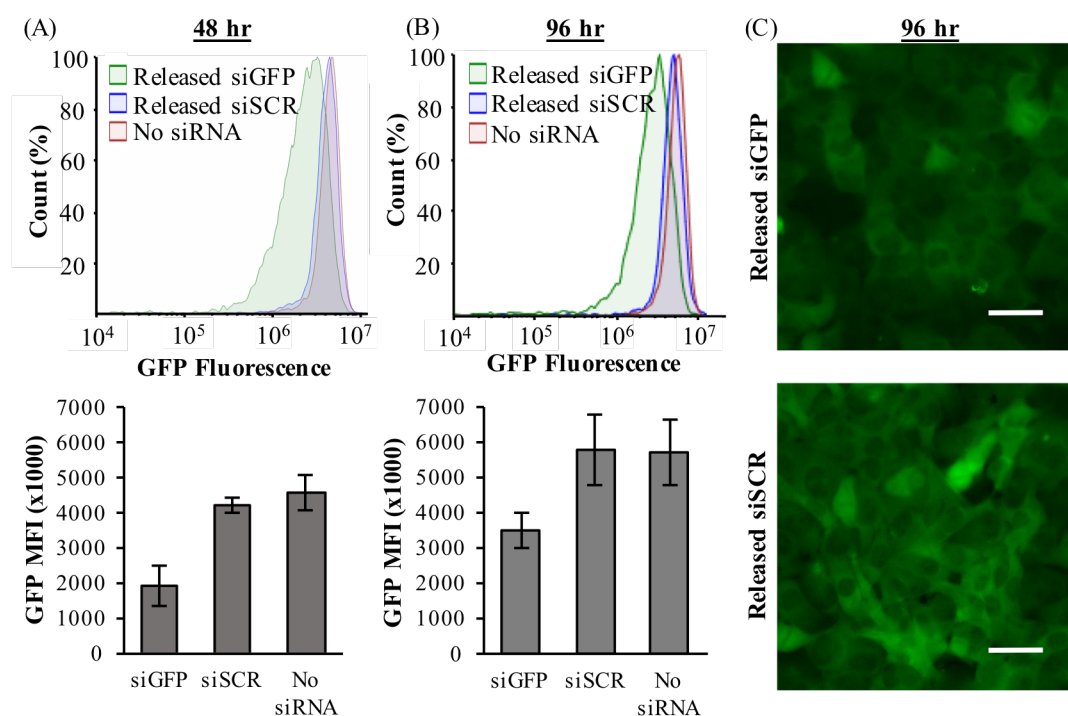 (A)
48 hr
100
80
60
40
20
Count (%)
Released siGFP
Released siSCR
No siRNA
10^4
10^5
10^6
10^7
GFP Fluorescence
7000
6000
5000
4000
3000
2000
1000
0
GFP MFI (x1000)
siGFP
siSCR
No
siRNA
(B)
96 hr
100
80
60
40
20
Count (%)
Released siGFP
Released siSCR
No siRNA
10^4
10^5
10^6
10^7
GFP Fluorescence
7000
6000
5000
4000
3000
2000
1000
0
GFP MFI (x1000)
siGFP
siSCR
No
siRNA
(C)
96 hr
Released siGFP
Released siSCR